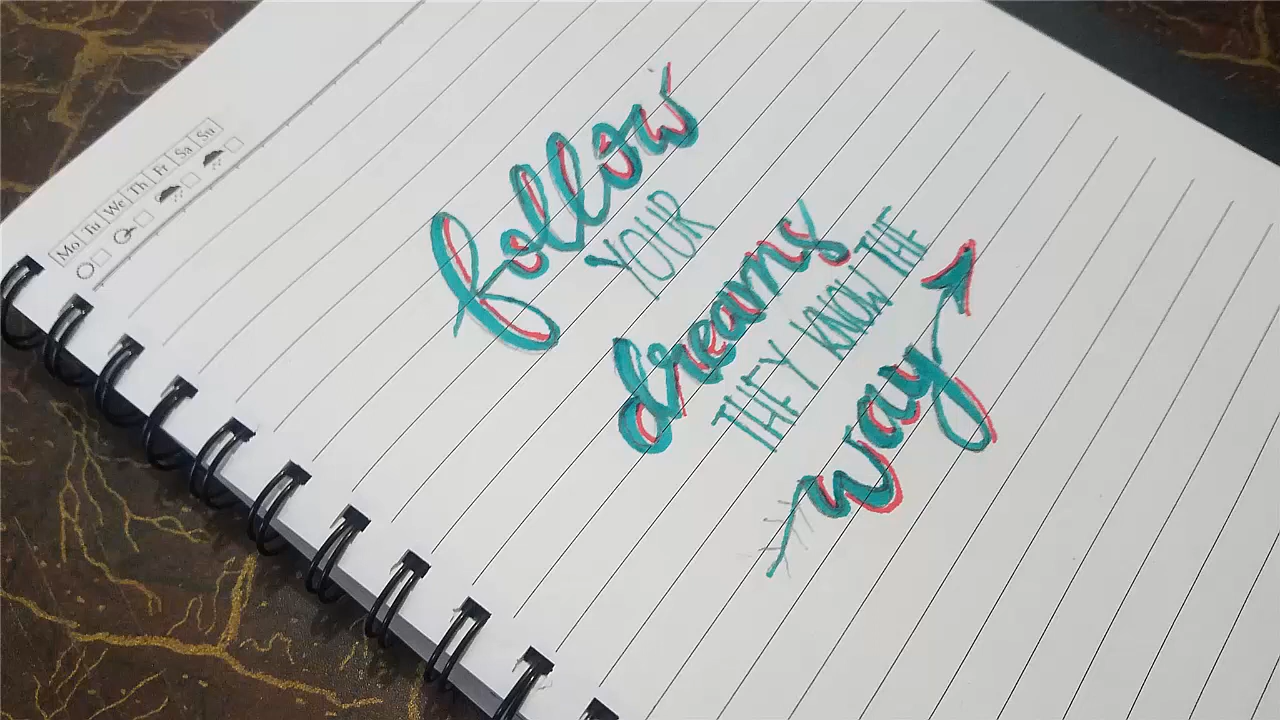 Mo Tu We Th Fr Sa Su
follow
YOUR
dreams
THEY KNOW THE
way